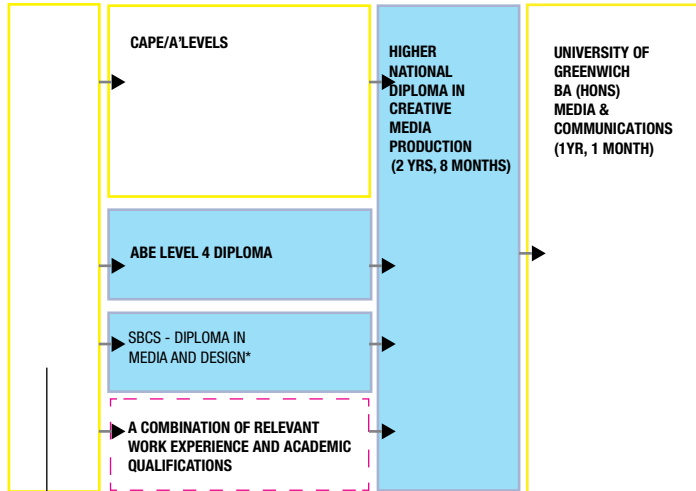 CAPE/A'LEVELS
HIGHER
NATIONAL
DIPLOMA IN
CREATIVE
MEDIA
PRODUCTION
(2 YRS, 8 MONTHS)
UNIVERSITY OF
GREENWICH
BA (HONS)
MEDIA &
COMMUNICATIONS
(1YR, 1 MONTH)
ABE LEVEL 4 DIPLOMA
SBCS - DIPLOMA IN
MEDIA AND DESIGN*
A COMBINATION OF RELEVANT
WORK EXPERIENCE AND ACADEMIC
QUALIFICATIONS